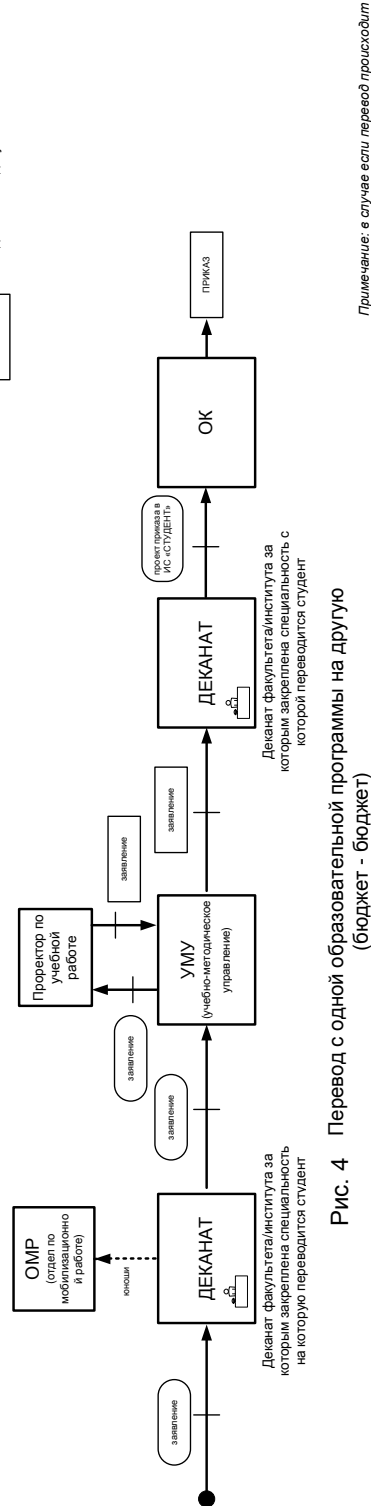 Проректор по
учебной
работе
ОМР
(отдел по
мобилизационно
й работе)
юноши
заявление
заявление
заявление
заявление
заявление
проект приказа в
ИС «СТУДЕНТ»
ДЕКАНАТ
УМУ
(учебно-методическое
управление)
ДЕКАНАТ
ОК
ПРИКАЗ
Деканат факультета/института за
которым закреплена специальность
на которую переводится студент
Деканат факультета/института за
которым закреплена специальность с
которой переводится студент
Рис. 4 Перевод с одной образовательной программы на другую
(бюджет - бюджет)
Примечание: в случае если перевод происходит